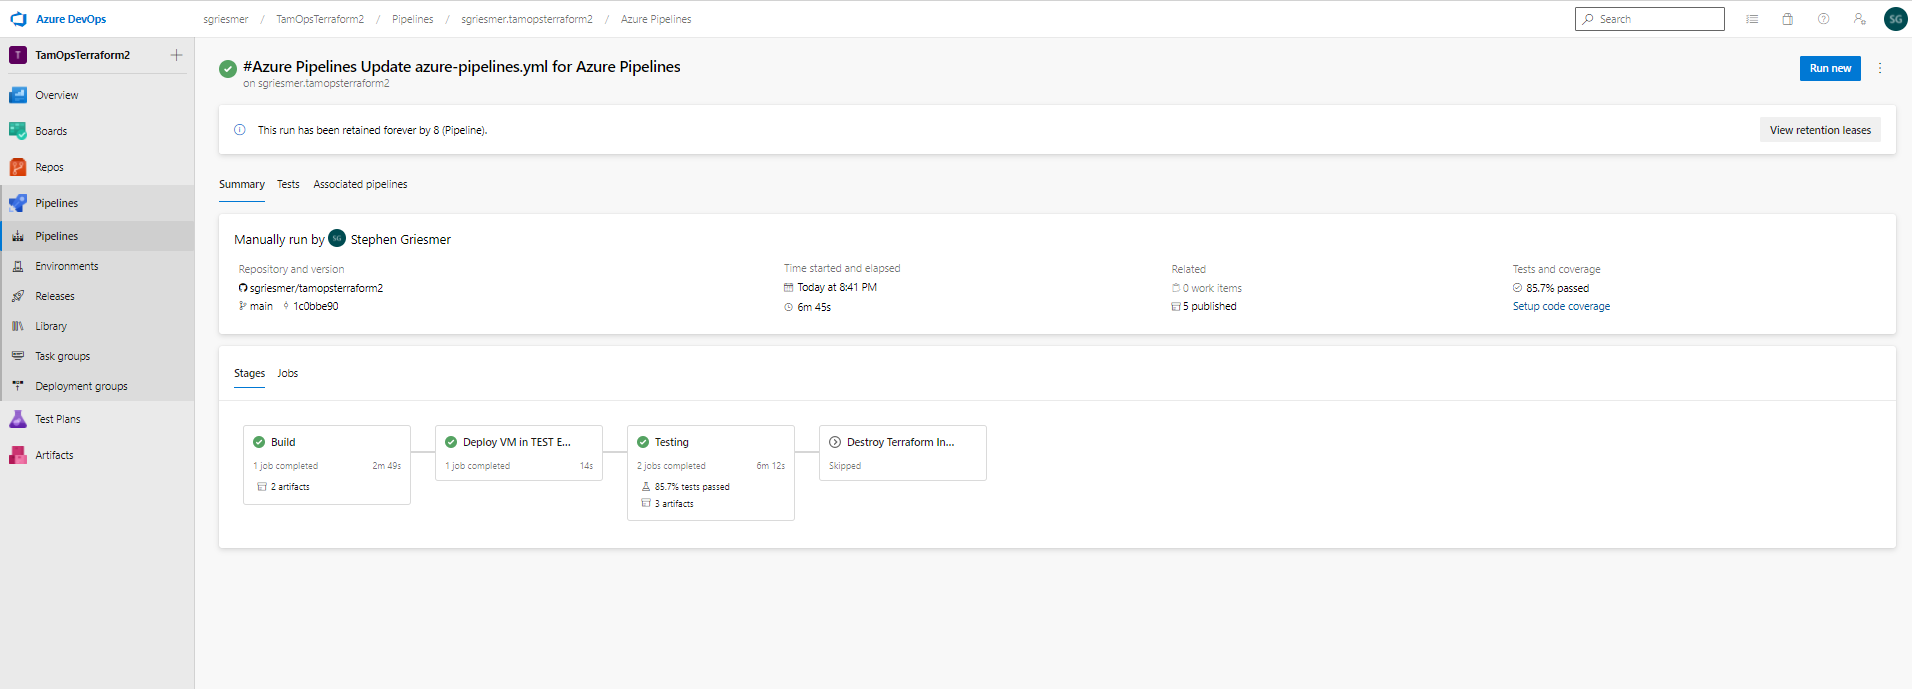 Azure DevOps
sgriesmer / TamOpsTerraform2 / Pipelines / sgriesmer.tamopsterraform2 / Azure Pipelines
Search
SG
T TamOpsTerraform2
Overview
Boards
Repos
Pipelines
Pipelines
Environments
Releases
Library
Task groups
Deployment groups
Test Plans
Artifacts
#Azure Pipelines Update azure-pipelines.yml for Azure Pipelines
on sgriesmer.tamopsterraform2
Run new
This run has been retained forever by 8 (Pipeline).
View retention leases
Summary Tests Associated pipelines
Manually run by SG Stephen Griesmer
Repository and version
sgriesmer/tamopsterraform2
main 1c0bbe90
Time started and elapsed
Today at 8:41 PM
6m 45s
Related
0 work items
5 published
Tests and coverage
85.7% passed
Setup code coverage
Stages Jobs
Build
1 job completed 2m 49s
2 artifacts
Deploy VM in TEST E...
1 job completed 14s
Testing
2 jobs completed 6m 12s
85.7% tests passed
3 artifacts
Destroy Terraform In...
Skipped